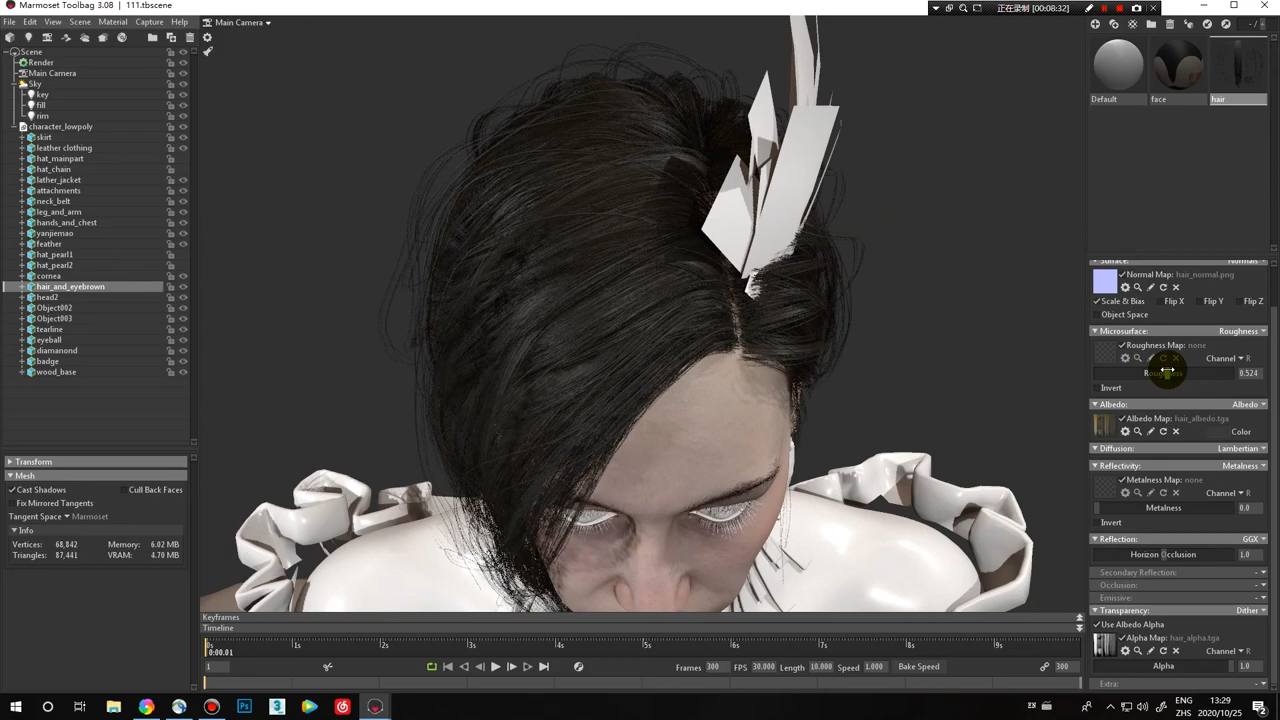 Marmoset Toolbag 3.08 | 111.tbscene
正在录制 [00:08:32]
File Edit View Scene Material Capture Help
Main Camera
- / +
Scene
Render
Main Camera
Sky
key
fill
rim
character_lowpoly
skirt
leather clothing
hat_mainpart
hat_chain
lather_jacket
attachments
neck_belt
leg_and_arm
hands_and_chest
yanjiemao
feather
hat_pearl1
hat_pearl2
cornea
hair_and_eyebrown
head2
Object002
Object003
tearline
eyeball
diamanond
badge
wood_base
Transform
Mesh
Cast Shadows Cull Back Faces
Fix Mirrored Tangents
Tangent Space Marmoset
Info
Vertices: 68,842 Memory: 6.02 MB
Triangles: 87,441 VRAM: 4.70 MB
Default face hair
Surface: Normals
Normal Map: hair_normal.png
Scale & Bias Flip X Flip Y Flip Z
Object Space
Microsurface: Roughness
Roughness Map: none
Channel R
Roughness 0.524
Invert
Albedo: Albedo
Albedo Map: hair_albedo.tga
Color
Diffusion: Lambertian
Reflectivity: Metalness
Metalness Map: none
Channel R
Metalness 0.0
Invert
Reflection: GGX
Horizon Occlusion 1.0
Secondary Reflection: -
Occlusion: -
Emissive: -
Transparency: Dither
Use Albedo Alpha
Alpha Map: hair_alpha.tga
Channel R
Alpha 1.0
Extra: -
Keyframes
Timeline
0s 1s 2s 3s 4s 5s 6s 7s 8s 9s
0:00.01
1 Frames 300 FPS 30.000 Length 10.000 Speed 1.000 Bake Speed 300
ENG 13:29
ZHS 2020/10/25